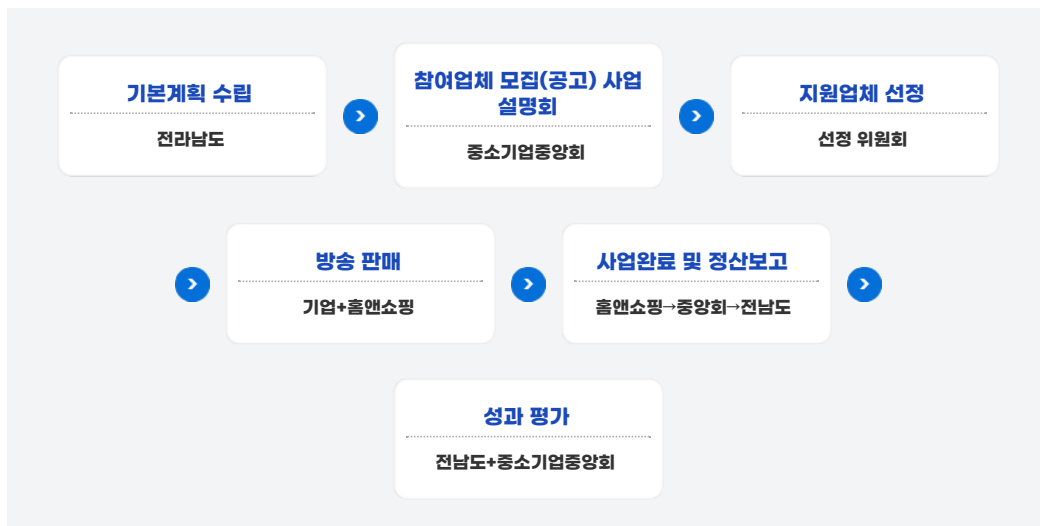 기본계획 수립
전라남도
참여업체 모집(공고) 사업
설명회
중소기업중앙회
지원업체 선정
선정 위원회
방송 판매
기업+홈앤쇼핑
사업완료 및 정산보고
홈앤쇼핑→중앙회→전남도
성과 평가
전남도+중소기업중앙회